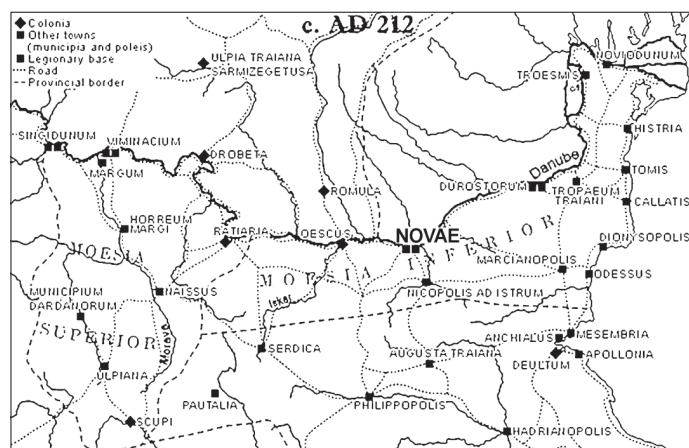 c. AD 212
Colonia
Other towns
(municipia and poleis)
Legionary base
Road
Provincial border
ULPIA TRAIANA
SARMIZEGETUSA
NOVIODUNUM
TROESMIS
SINGIDUNUM
VIMINACIUM
MARGUM
DROBETA
HISTRIA
Danube
TOMIS
ROMULA
DUROSTORUM
TROPAEUM
TRAIANI
CALLATIS
HORREUM
MARGI
RATIARIA
OESCUS
NOVAE
DIONYSOPOLIS
MOESIA
MOESIA INFERIOR
MARCIANOPOLIS
ODESSUS
MUNICIPIUM
DARDANORUM
NAISSUS
Isker
NICOPOLIS AD ISTRUM
SUPERIOR
Morava
SERDICA
ANCHIALUS
MESEMBRIA
AUGUSTA TRAIANA
DEULTUM
APOLLONIA
ULPIANA
PAUTALIA
PHILIPPOPOLIS
SCUPI
HADRIANOPOLIS